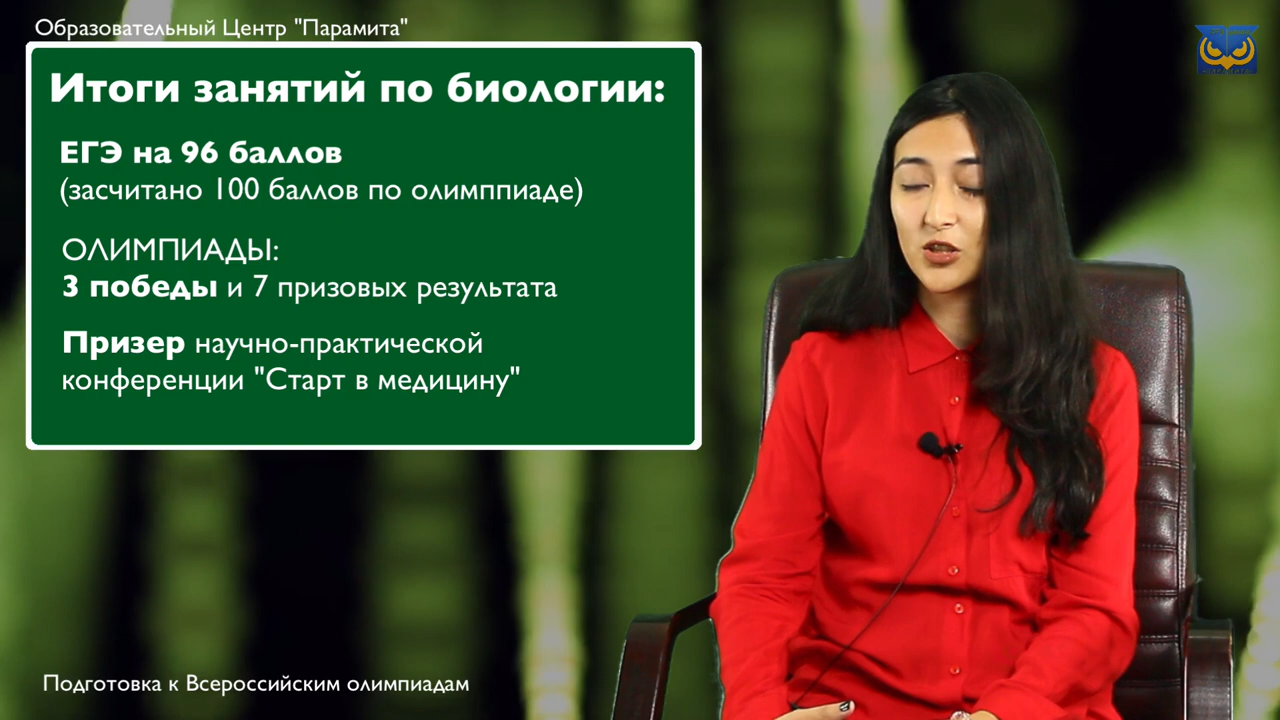 Образовательный Центр "Парамита"
Итоги занятий по биологии:
ЕГЭ на 96 баллов
(засчитано 100 баллов по олимппиаде)
ОЛИМПИАДЫ:
3 победы и 7 призовых результата
Призер научно-практической
конференции "Старт в медицину"
Подготовка к Всероссийским олимпиадам